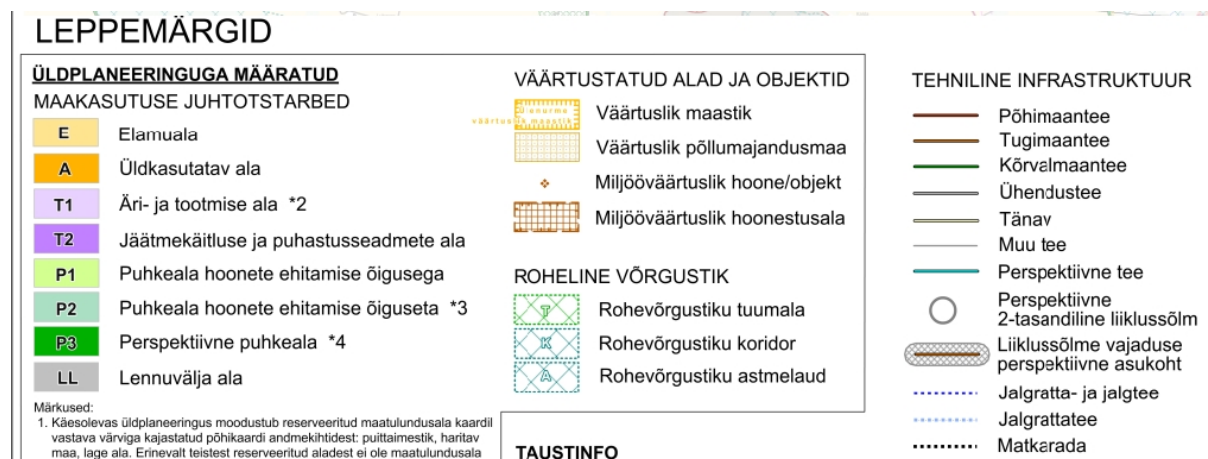 LEPPEMÄRGID
ÜLDPLANEERINGUGA MÄÄRATUD
MAAKASUTUSE JUHTOTSTARBED
E Elamuala
A Üldkasutatav ala
T1 Äri- ja tootmise ala *2
T2 Jäätmekäitluse ja puhastusseadmete ala
P1 Puhkeala hoonete ehitamise õigusega
P2 Puhkeala hoonete ehitamise õiguseta *3
P3 Perspektiivne puhkeala *4
LL Lennuvälja ala
Märkused:
1. Käesolevas üldplaneeringus moodustub reserveeritud maatulundusala kaardil
vastava värviga kajastatud põhikaardi andmekihtidest: puittaimestik, haritav
maa, lage ala. Erinevalt teistest reserveeritud aladest ei ole maatulundusala
VÄÄRTUSTATUD ALAD JA OBJEKTID
väärtuslik maastik
Väärtuslik maastik
Väärtuslik põllumajandusmaa
Miljööväärtuslik hoone/objekt
Miljööväärtuslik hoonestusala
ROHELINE VÕRGUSTIK
T Rohevõrgustiku tuumala
K Rohevõrgustiku koridor
A Rohevõrgustiku astmelaud
TAUSTINFO
TEHNILINE INFRASTRUKTUUR
Põhimaantee
Tugimaantee
Kõrvalmaantee
Ühendustee
Tänav
Muu tee
Perspektiivne tee
Perspektiivne
2-tasandiline liiklussõlm
Liiklussõlme vajaduse
perspektiivne asukoht
Jalgratta- ja jalgtee
Jalgrattatee
Matkarada